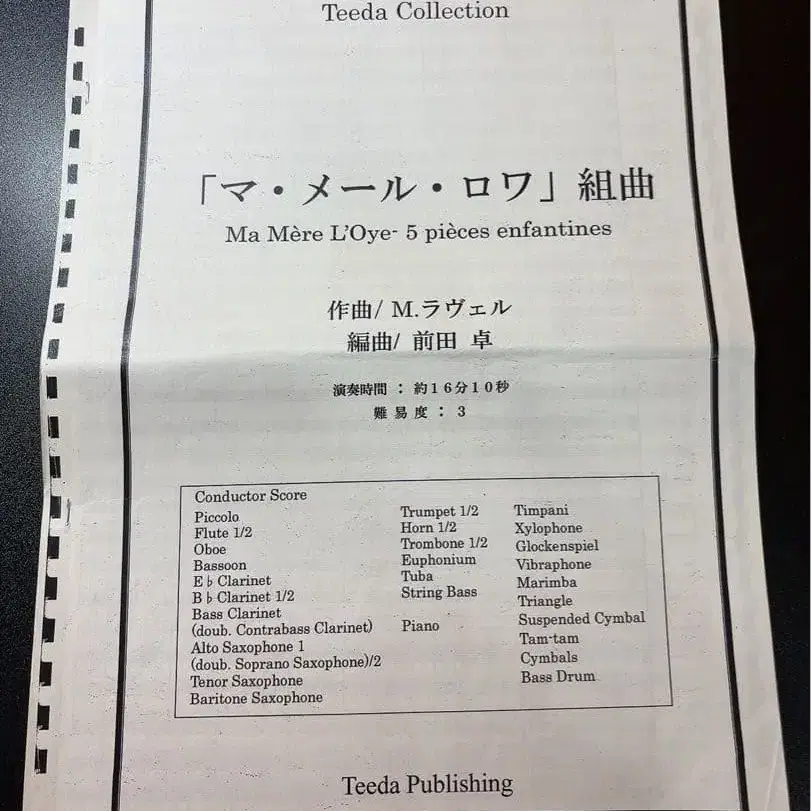 Teeda Collection
「マ・メール・ロワ」組曲
Ma Mère L'Oye- 5 pièces enfantines
作曲/ M.ラヴェル
編曲/ 前田 卓
演奏時間 : 約16分10秒
難易度 : 3
Conductor Score
Piccolo
Flute 1/2
Oboe
Bassoon
E♭ Clarinet
B♭ Clarinet 1/2
Bass Clarinet
(doub. Contrabass Clarinet)
Alto Saxophone 1
(doub. Soprano Saxophone)/2
Tenor Saxophone
Baritone Saxophone
Trumpet 1/2
Horn 1/2
Trombone 1/2
Euphonium
Tuba
String Bass
Piano
Timpani
Xylophone
Glockenspiel
Vibraphone
Marimba
Triangle
Suspended Cymbal
Tam-tam
Cymbals
Bass Drum
Teeda Publishing